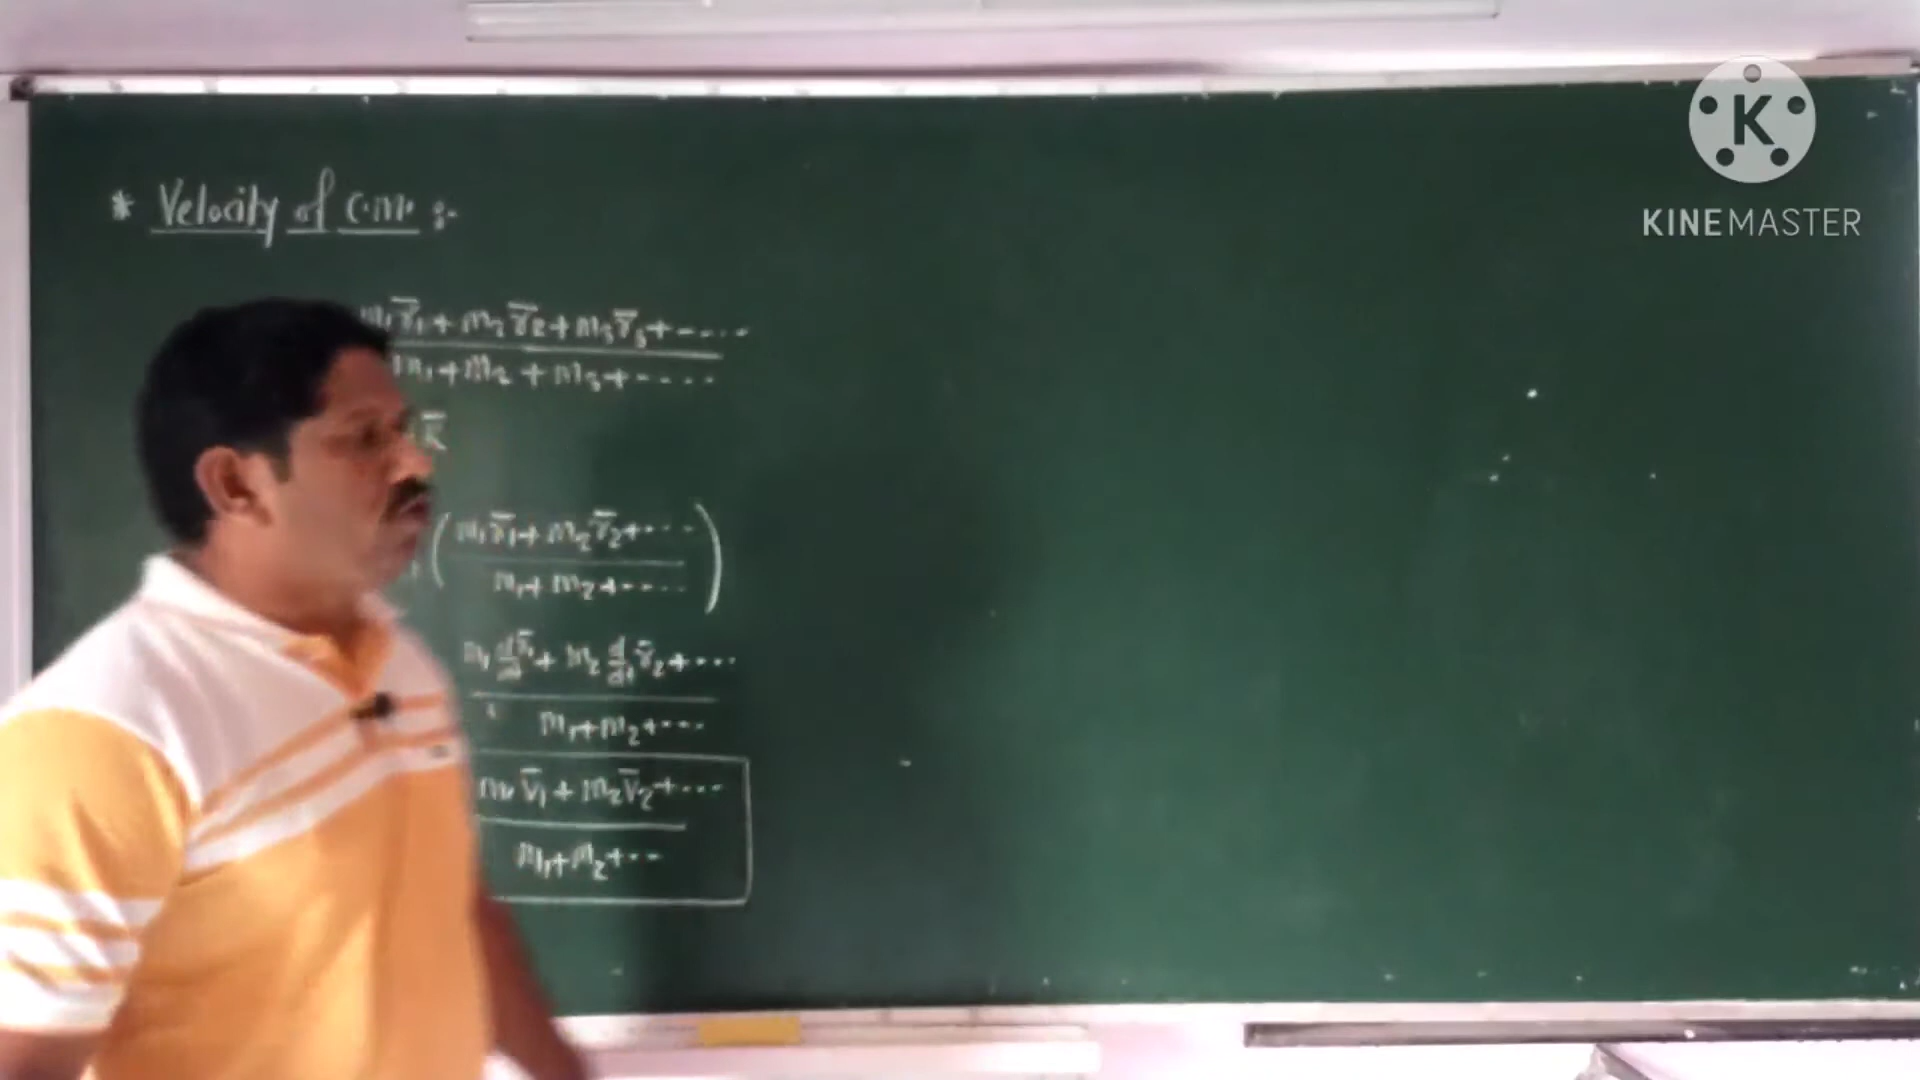 * Velocity of c.m. :-
m₁r̅₁ + m₂r̅₂ + m₃r̅₃ + -----
m₁ + m₂ + m₃ + -----
R̅
( m₁r̅₁ + m₂r̅₂ + ----
m₁ + m₂ + ----- )
m₁ dr̅₁/dt + m₂ d/dt r̅₂ + ----
m₁ + m₂ + ----
m₁v̅₁ + m₂v̅₂ + ----
m₁ + m₂ + ---
K
KINEMASTER